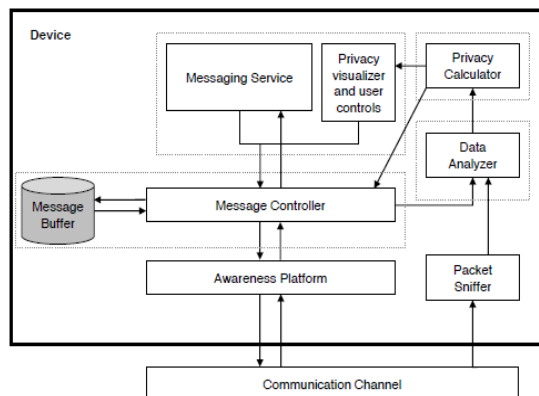 Device
Messaging Service
Privacy
visualizer
and user
controls
Privacy
Calculator
Data
Analyzer
Message
Buffer
Message Controller
Awareness Platform
Packet
Sniffer
Communication Channel